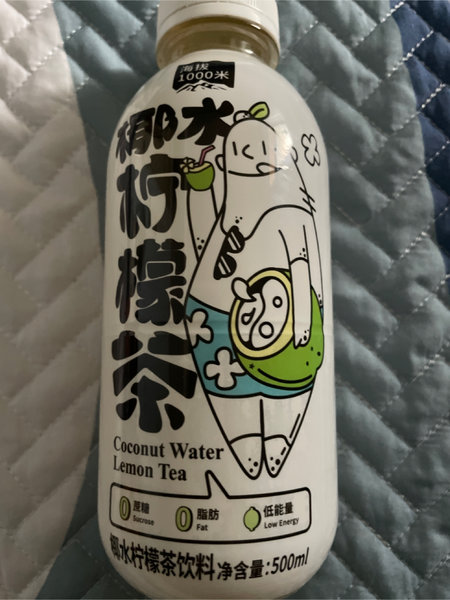 海拔
1000米
椰水
柠
檬
茶
Coconut Water
Lemon Tea
0 蔗糖 0 脂肪 低能量
Sucrose Fat Low Energy
椰水柠檬茶饮料 净含量:500ml